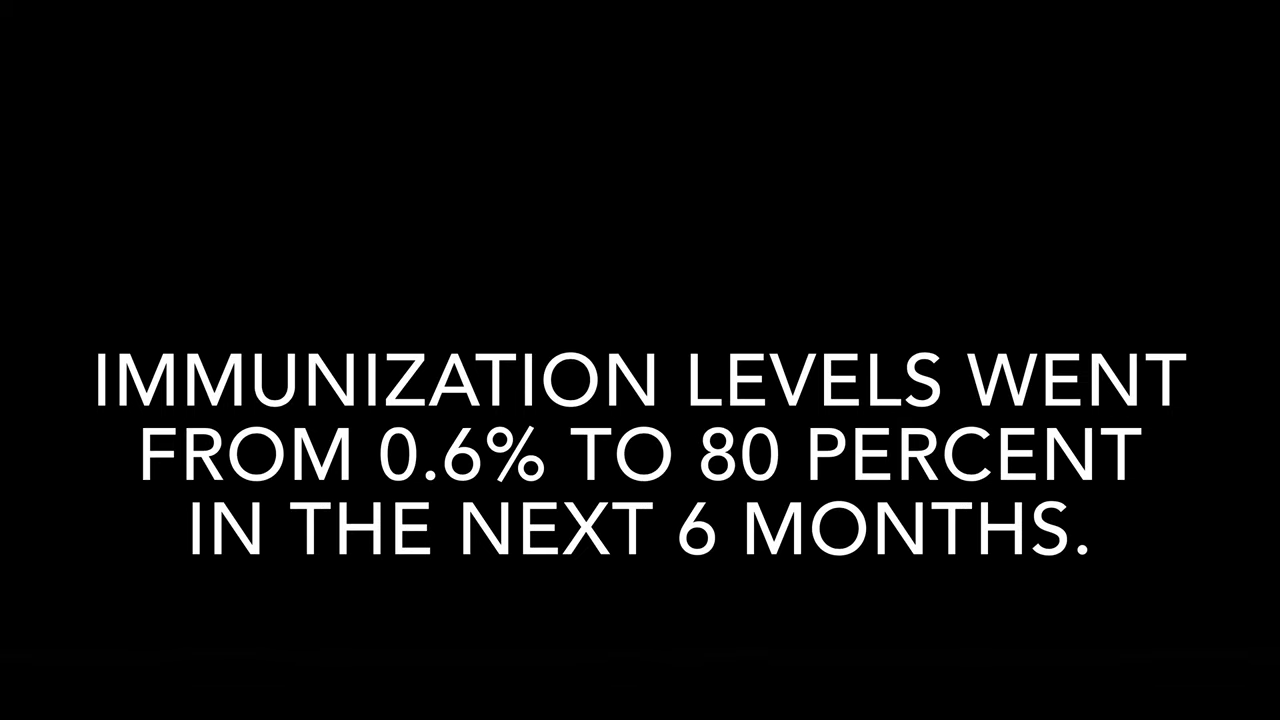 IMMUNIZATION LEVELS WENT
FROM 0.6% TO 80 PERCENT
IN THE NEXT 6 MONTHS.